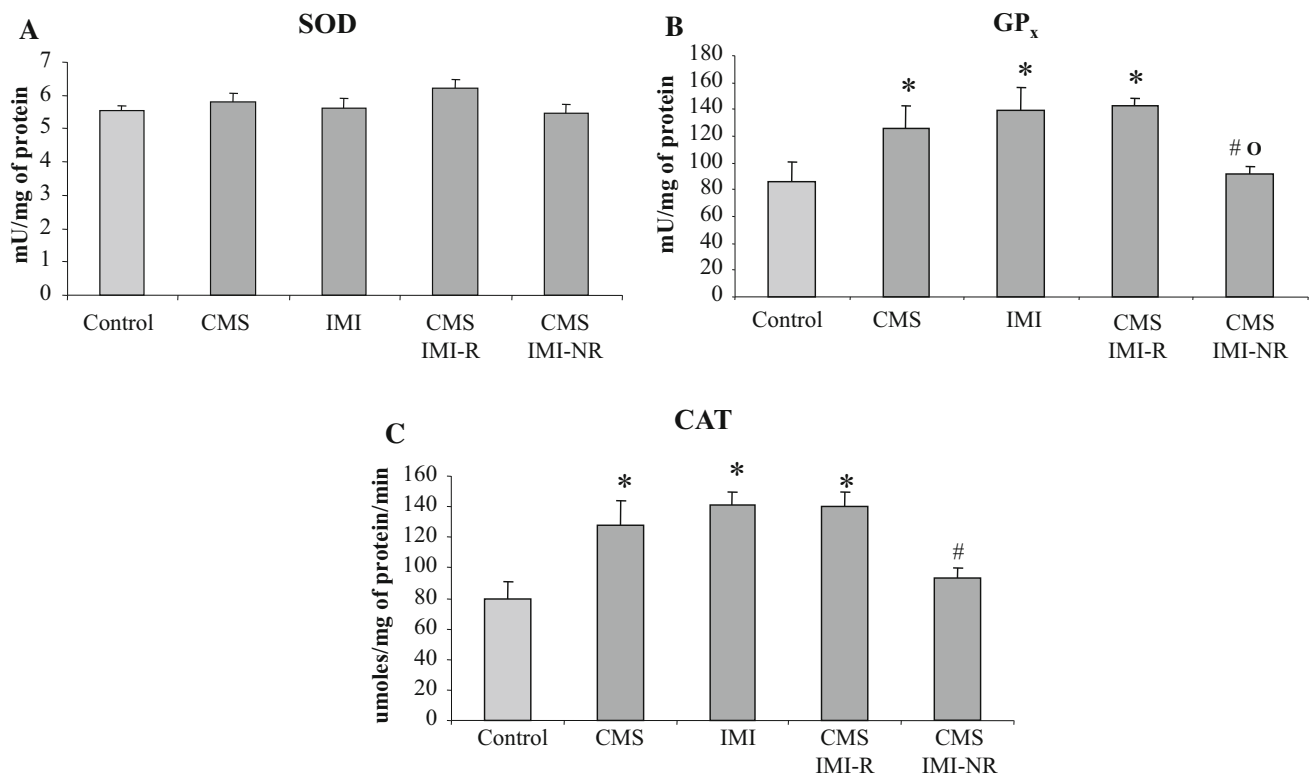 A
SOD
mU/mg of protein
7
6
5
4
3
2
1
0
Control
CMS
IMI
CMS
IMI-R
CMS
IMI-NR
B
GPx
mU/mg of protein
180
160
140
120
100
80
60
40
20
0
*
*
*
# o
Control
CMS
IMI
CMS
IMI-R
CMS
IMI-NR
C
CAT
umoles/mg of protein/min
160
140
120
100
80
60
40
20
0
*
*
*
#
Control
CMS
IMI
CMS
IMI-R
CMS
IMI-NR